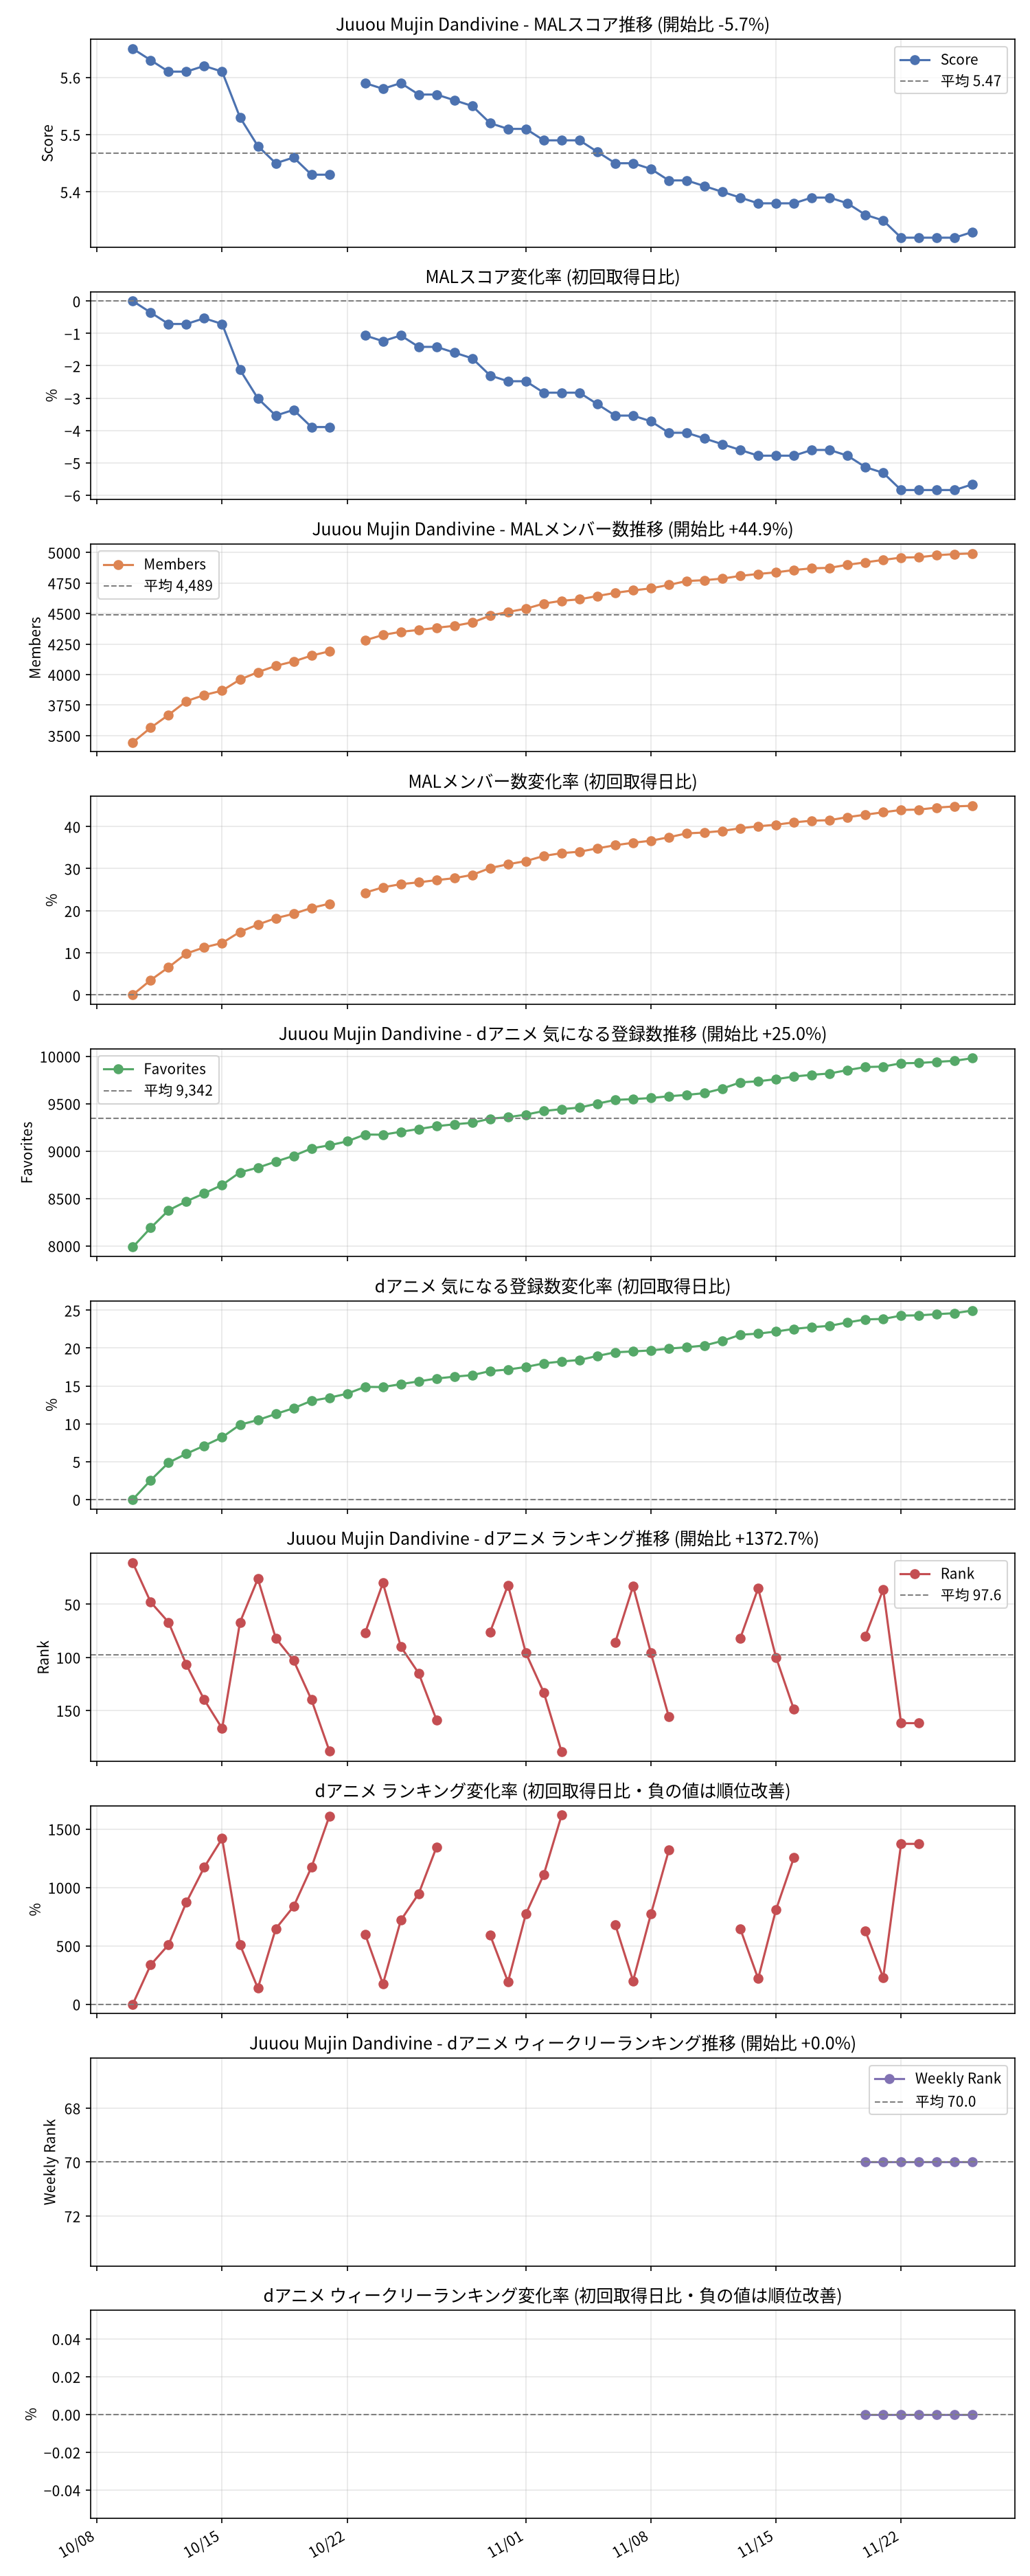 Juuou Mujin Dandivine - MALスコア推移 (開始比 -5.7%)
Score
5.6
5.5
5.4
Score
平均 5.47
MALスコア変化率 (初回取得日比)
%
0
−1
−2
−3
−4
−5
−6
Juuou Mujin Dandivine - MALメンバー数推移 (開始比 +44.9%)
Members
5000
4750
4500
4250
4000
3750
3500
Members
平均 4,489
MALメンバー数変化率 (初回取得日比)
%
40
30
20
10
0
Juuou Mujin Dandivine - dアニメ 気になる登録数推移 (開始比 +25.0%)
Favorites
10000
9500
9000
8500
8000
Favorites
平均 9,342
dアニメ 気になる登録数変化率 (初回取得日比)
%
25
20
15
10
5
0
Juuou Mujin Dandivine - dアニメ ランキング推移 (開始比 +1372.7%)
Rank
50
100
150
Rank
平均 97.6
dアニメ ランキング変化率 (初回取得日比・負の値は順位改善)
%
1500
1000
500
0
Juuou Mujin Dandivine - dアニメ ウィークリーランキング推移 (開始比 +0.0%)
Weekly Rank
68
70
72
Weekly Rank
平均 70.0
dアニメ ウィークリーランキング変化率 (初回取得日比・負の値は順位改善)
%
0.04
0.02
0.00
−0.02
−0.04
10/08
10/15
10/22
11/01
11/08
11/15
11/22